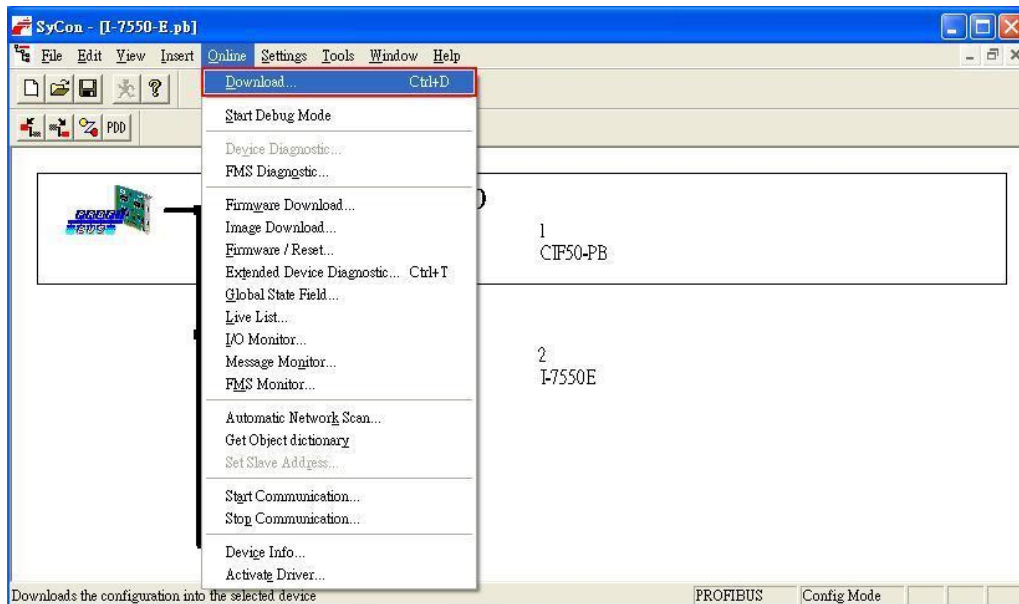 SyCon - [I-7550-E.pb]
File Edit View Insert Online Settings Tools Window Help
Download... Ctrl+D
PDD
Start Debug Mode
Device Diagnostic...
FMS Diagnostic...
Firmware Download...
Image Download...
Firmware / Reset...
Extended Device Diagnostic... Ctrl+T
Global State Field...
Live List...
I/O Monitor...
Message Monitor...
FMS Monitor...
Automatic Network Scan...
Get Object dictionary
Set Slave Address...
Start Communication...
Stop Communication...
Device Info...
Activate Driver...
1
CIF50-PB
2
I-7550E
Downloads the configuration into the selected device PROFIBUS Config Mode